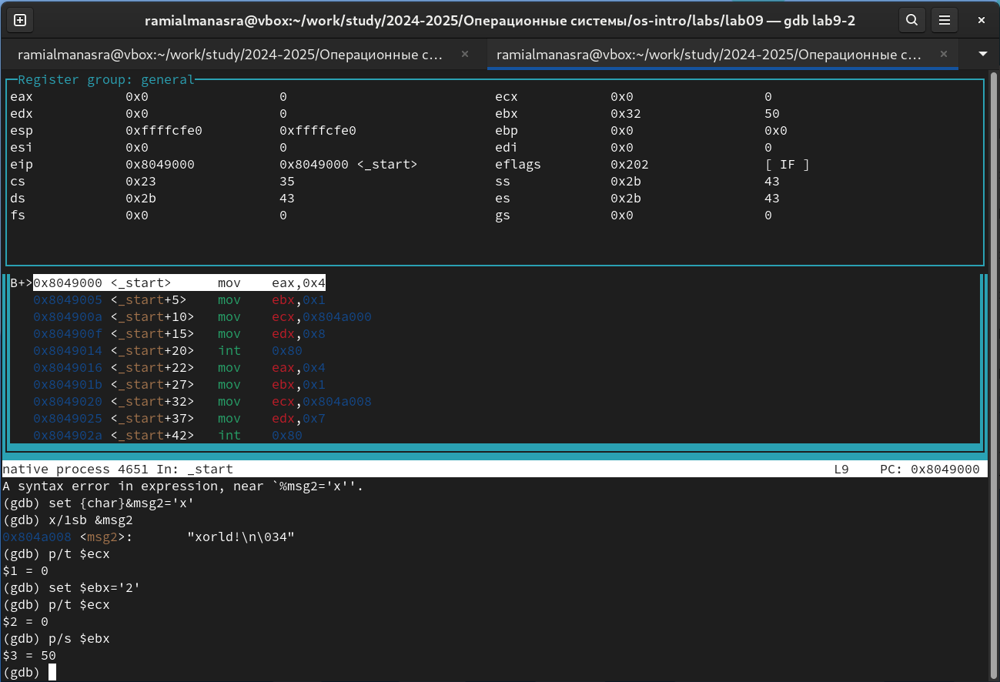 ramialmanasra@vbox:~/work/study/2024-2025/Операционные системы/os-intro/labs/lab09 — gdb lab9-2
ramialmanasra@vbox:~/work/study/2024-2025/Операционные с... × ramialmanasra@vbox:~/work/study/2024-2025/Операционные с... ×
Register group: general
eax 0x0 0 ecx 0x0 0
edx 0x0 0 ebx 0x32 50
esp 0xffffcfe0 0xffffcfe0 ebp 0x0 0x0
esi 0x0 0 edi 0x0 0
eip 0x8049000 0x8049000 <_start> eflags 0x202 [ IF ]
cs 0x23 35 ss 0x2b 43
ds 0x2b 43 es 0x2b 43
fs 0x0 0 gs 0x0 0
B+>0x8049000 <_start> mov eax,0x4
0x8049005 <_start+5> mov ebx,0x1
0x804900a <_start+10> mov ecx,0x804a000
0x804900f <_start+15> mov edx,0x8
0x8049014 <_start+20> int 0x80
0x8049016 <_start+22> mov eax,0x4
0x804901b <_start+27> mov ebx,0x1
0x8049020 <_start+32> mov ecx,0x804a008
0x8049025 <_start+37> mov edx,0x7
0x804902a <_start+42> int 0x80
native process 4651 In: _start L9 PC: 0x8049000
A syntax error in expression, near `%msg2='x''.
(gdb) set {char}&msg2='x'
(gdb) x/1sb &msg2
0x804a008 <msg2>: "xorld!\n\034"
(gdb) p/t $ecx
$1 = 0
(gdb) set $ebx='2'
(gdb) p/t $ecx
$2 = 0
(gdb) p/s $ebx
$3 = 50
(gdb)